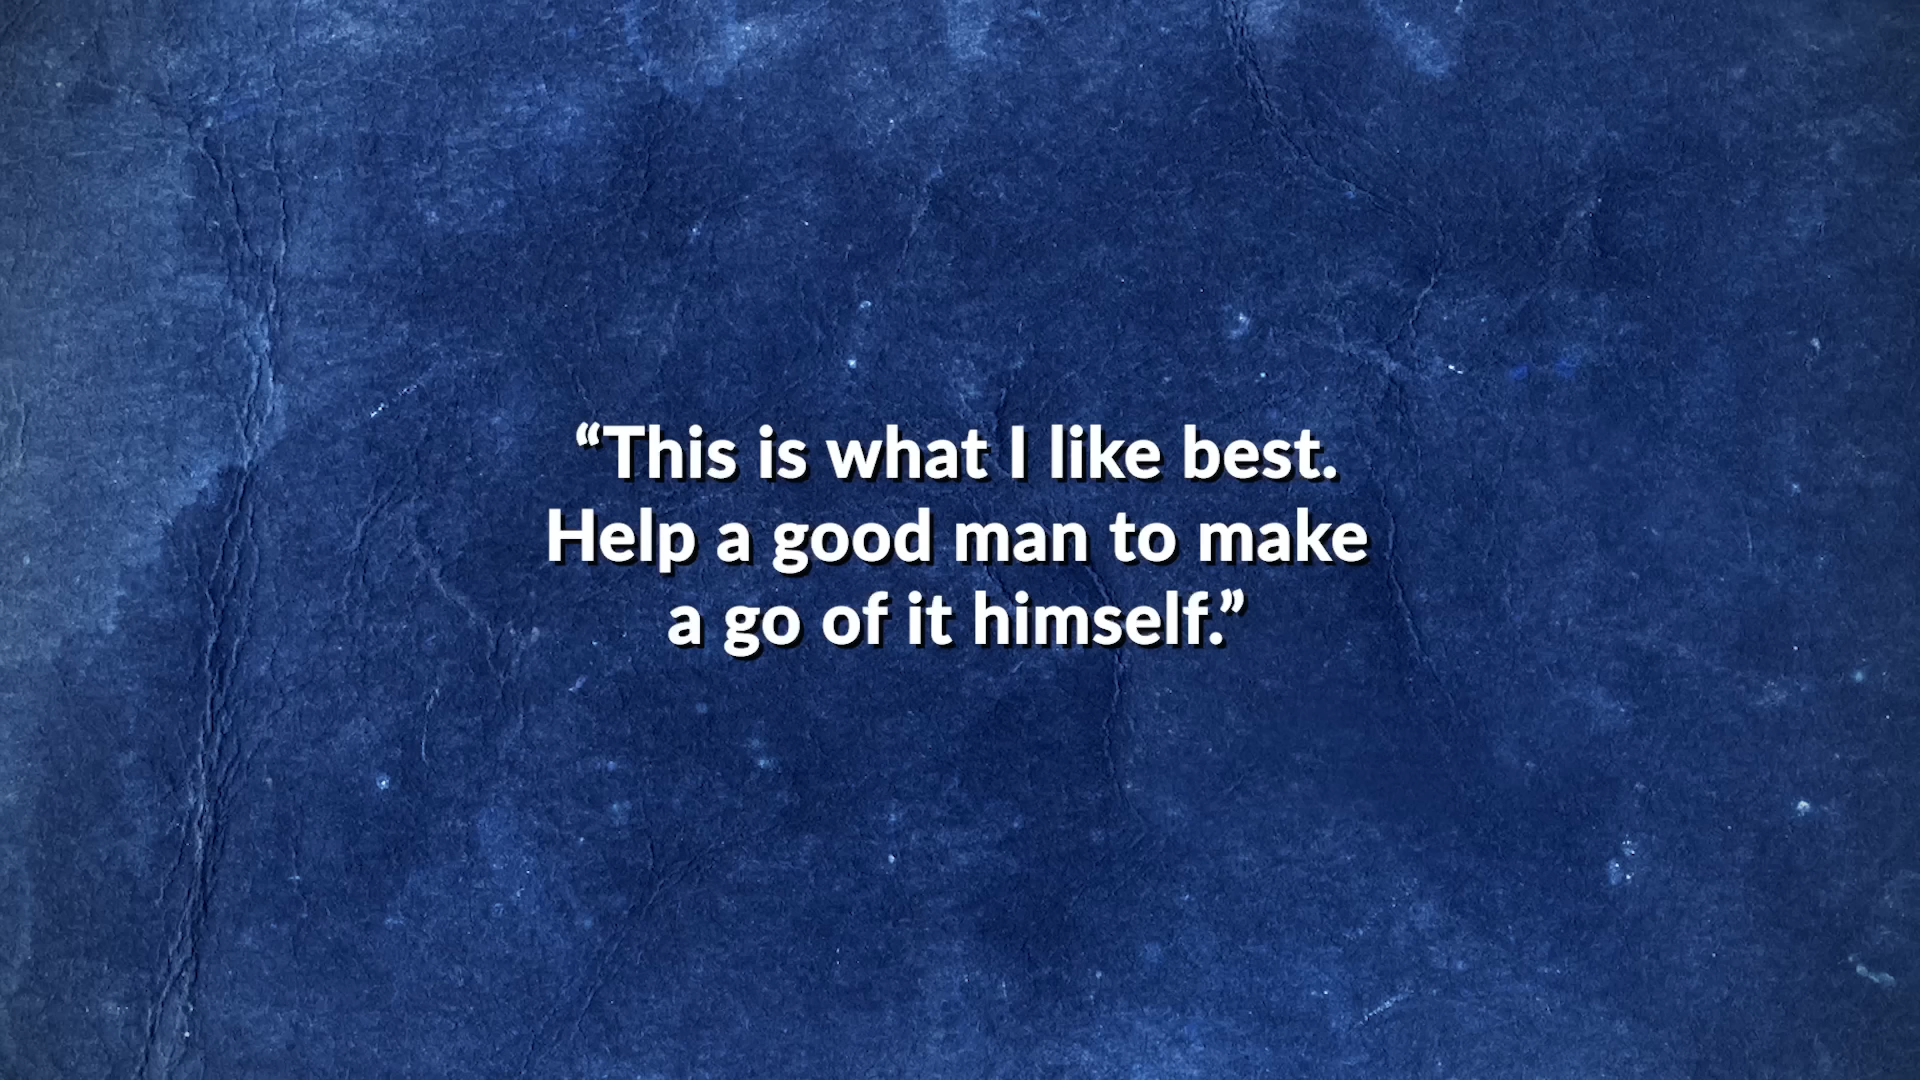 “This is what I like best.
Help a good man to make
a go of it himself.”